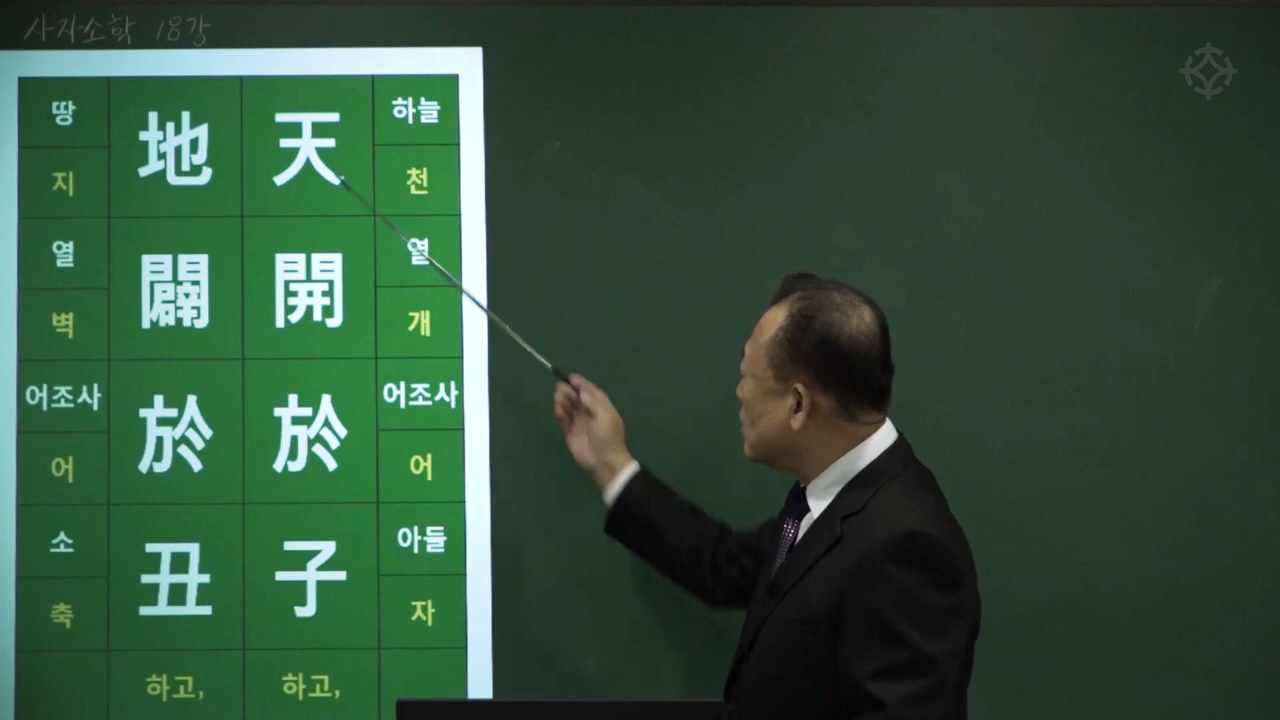 사자소학 18강
하늘 천
天
열 개
開
어조사 어
於
아들 자
子
하고,
땅 지
地
열 벽
闢
어조사 어
於
소 축
丑
하고,